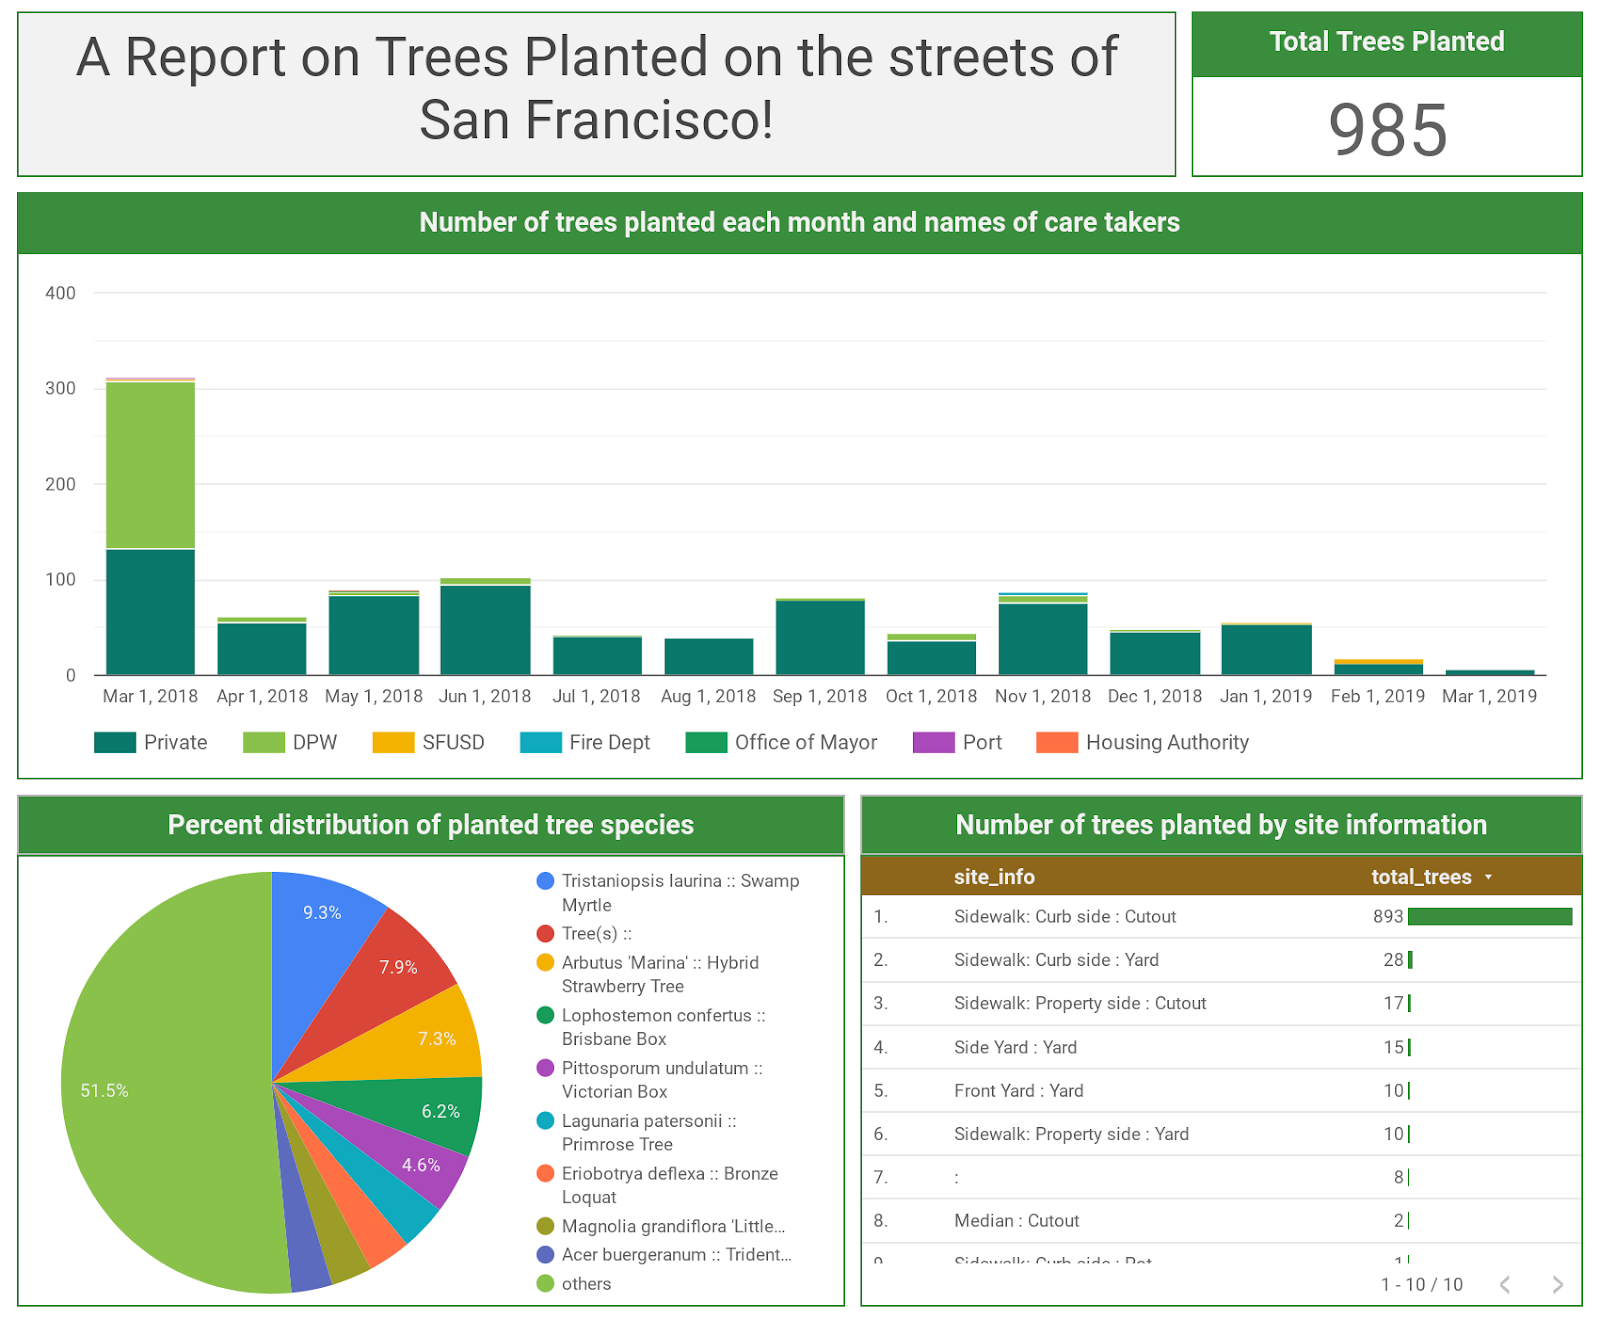 A Report on Trees Planted on the streets of
San Francisco!
Total Trees Planted
985
Number of trees planted each month and names of care takers
400
300
200
100
0
Mar 1, 2018 Apr 1, 2018 May 1, 2018 Jun 1, 2018 Jul 1, 2018 Aug 1, 2018 Sep 1, 2018 Oct 1, 2018 Nov 1, 2018 Dec 1, 2018 Jan 1, 2019 Feb 1, 2019 Mar 1, 2019
Private DPW SFUSD Fire Dept Office of Mayor Port Housing Authority
Percent distribution of planted tree species
9.3%
7.9%
7.3%
6.2%
4.6%
51.5%
Tristaniopsis laurina :: Swamp
Myrtle
Tree(s) ::
Arbutus 'Marina' :: Hybrid
Strawberry Tree
Lophostemon confertus ::
Brisbane Box
Pittosporum undulatum ::
Victorian Box
Lagunaria patersonii ::
Primrose Tree
Eriobotrya deflexa :: Bronze
Loquat
Magnolia grandiflora 'Little...
Acer buergeranum :: Trident...
others
Number of trees planted by site information
site_info total_trees
1. Sidewalk: Curb side : Cutout 893
2. Sidewalk: Curb side : Yard 28
3. Sidewalk: Property side : Cutout 17
4. Side Yard : Yard 15
5. Front Yard : Yard 10
6. Sidewalk: Property side : Yard 10
7. : 8
8. Median : Cutout 2
9. Sidewalk: Curb side : Pot 1
1 - 10 / 10